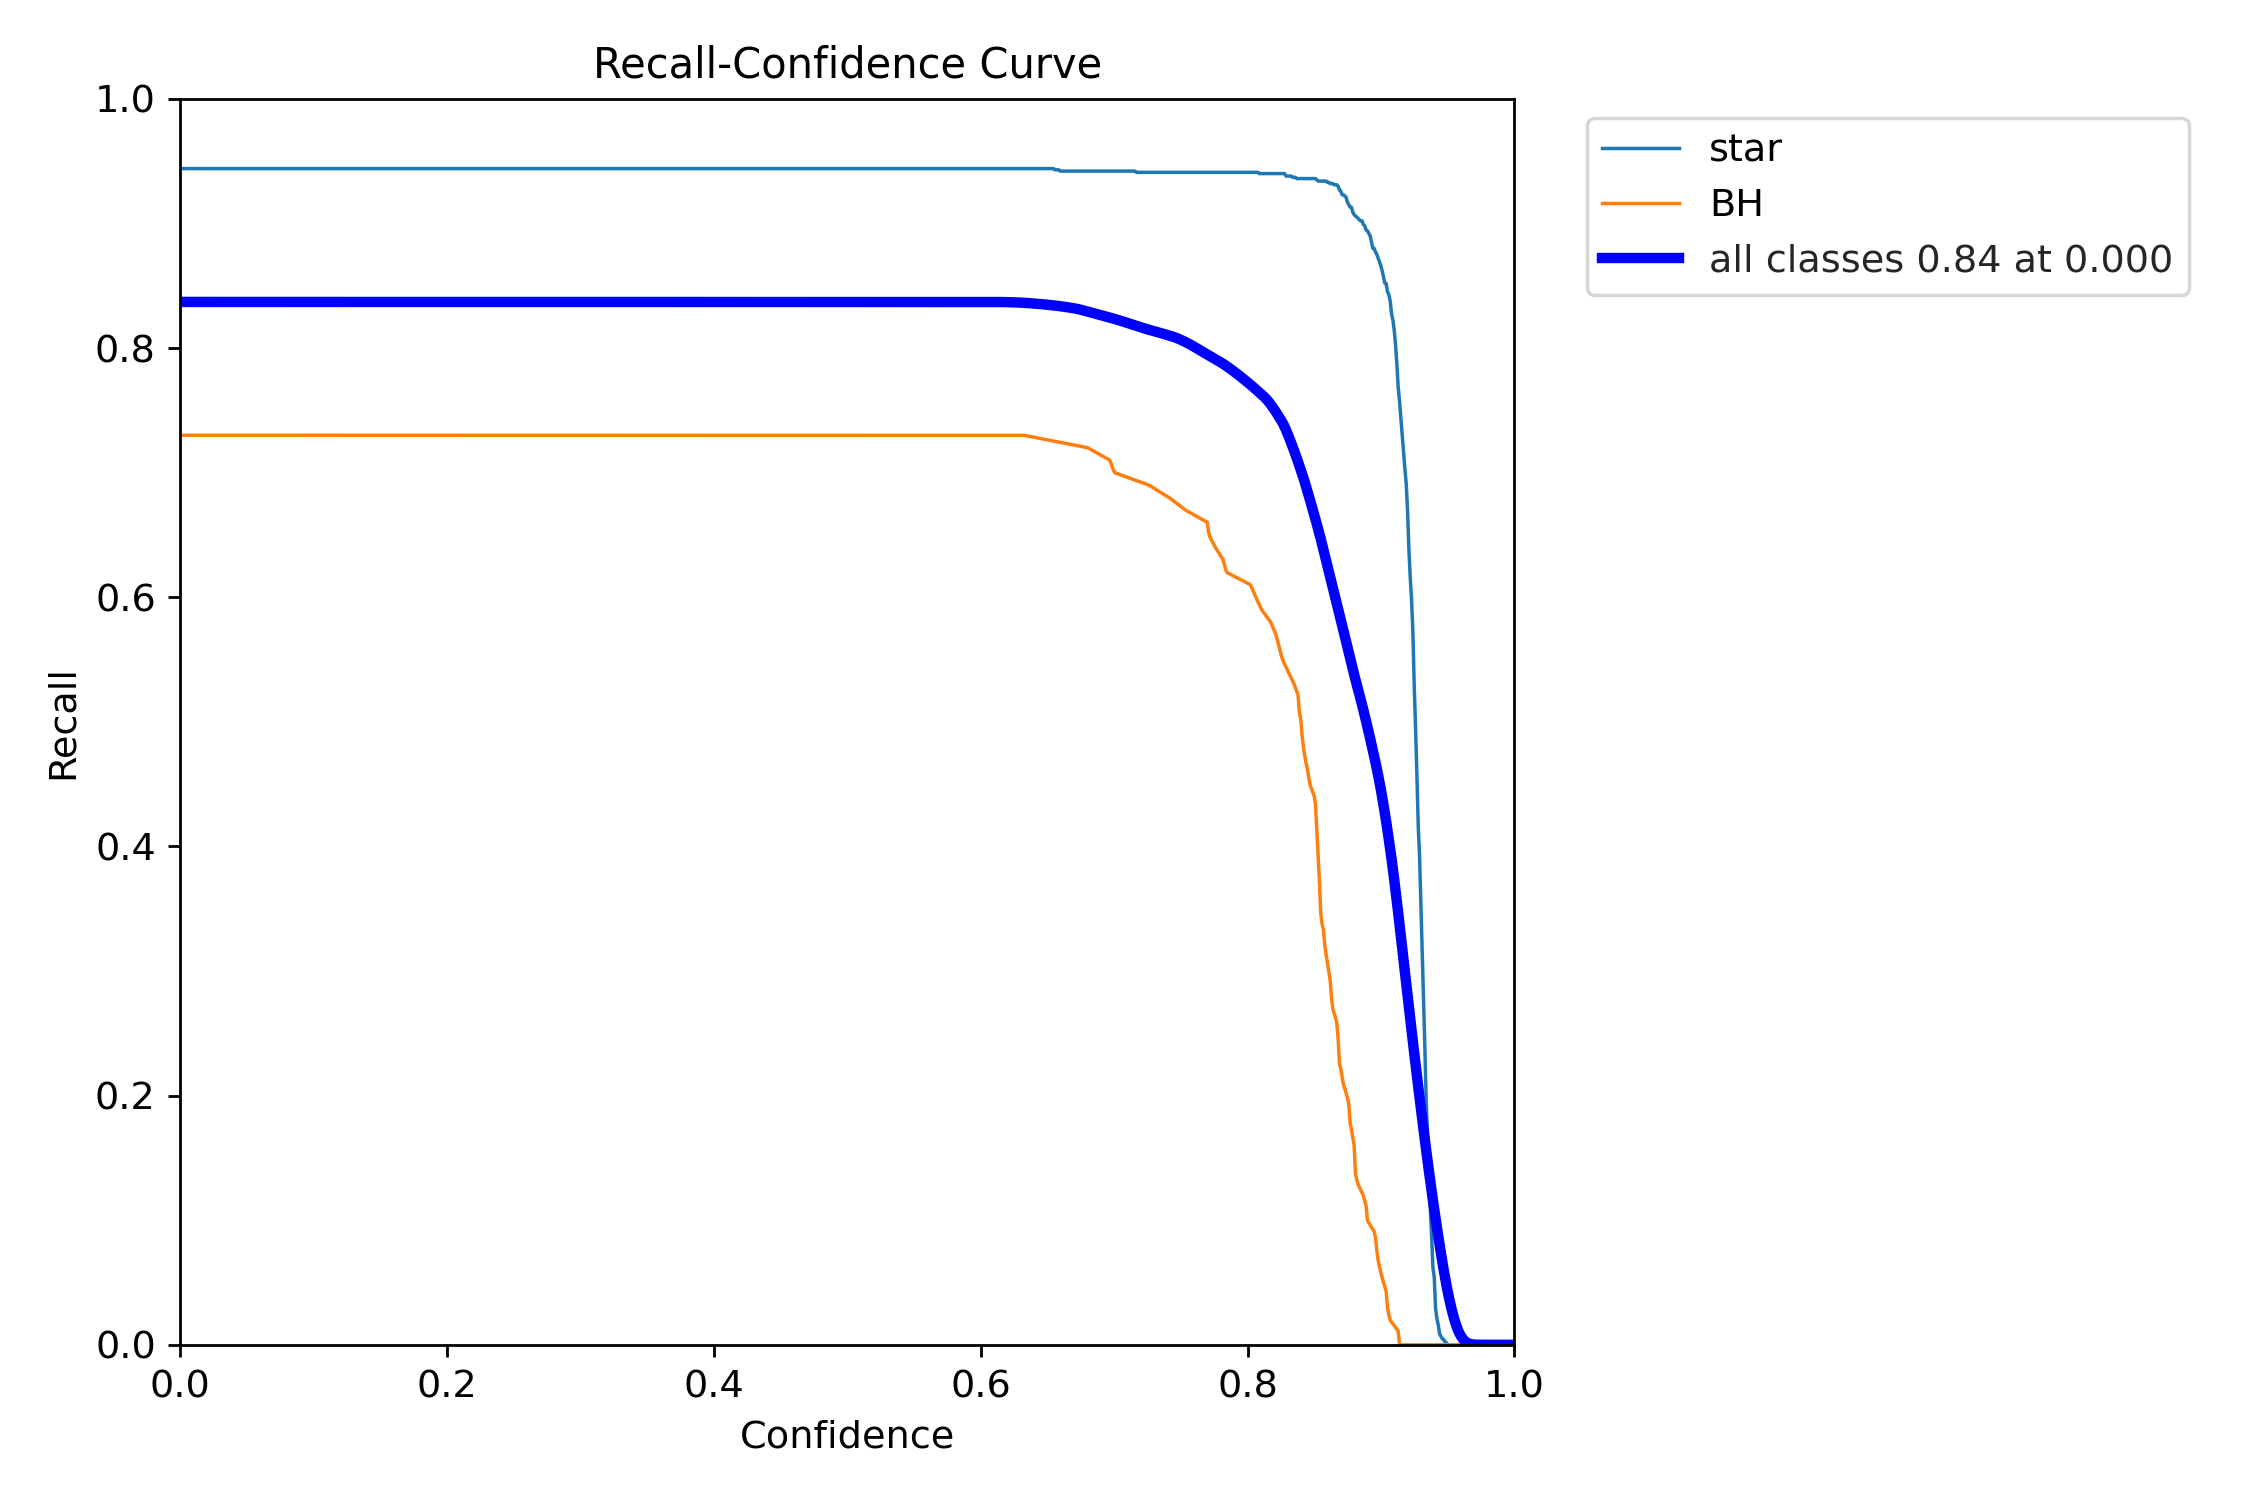 Recall-Confidence Curve
1.0
0.8
0.6
0.4
0.2
0.0
Recall
0.0 0.2 0.4 0.6 0.8 1.0
Confidence
star
BH
all classes 0.84 at 0.000